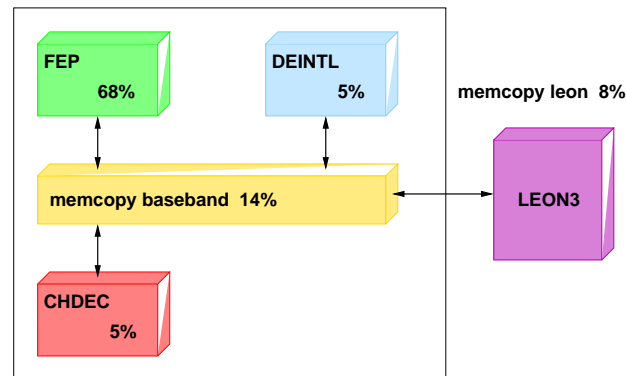 FEP
68%
DEINTL
5%
memcopy leon 8%
memcopy baseband 14%
LEON3
CHDEC
5%